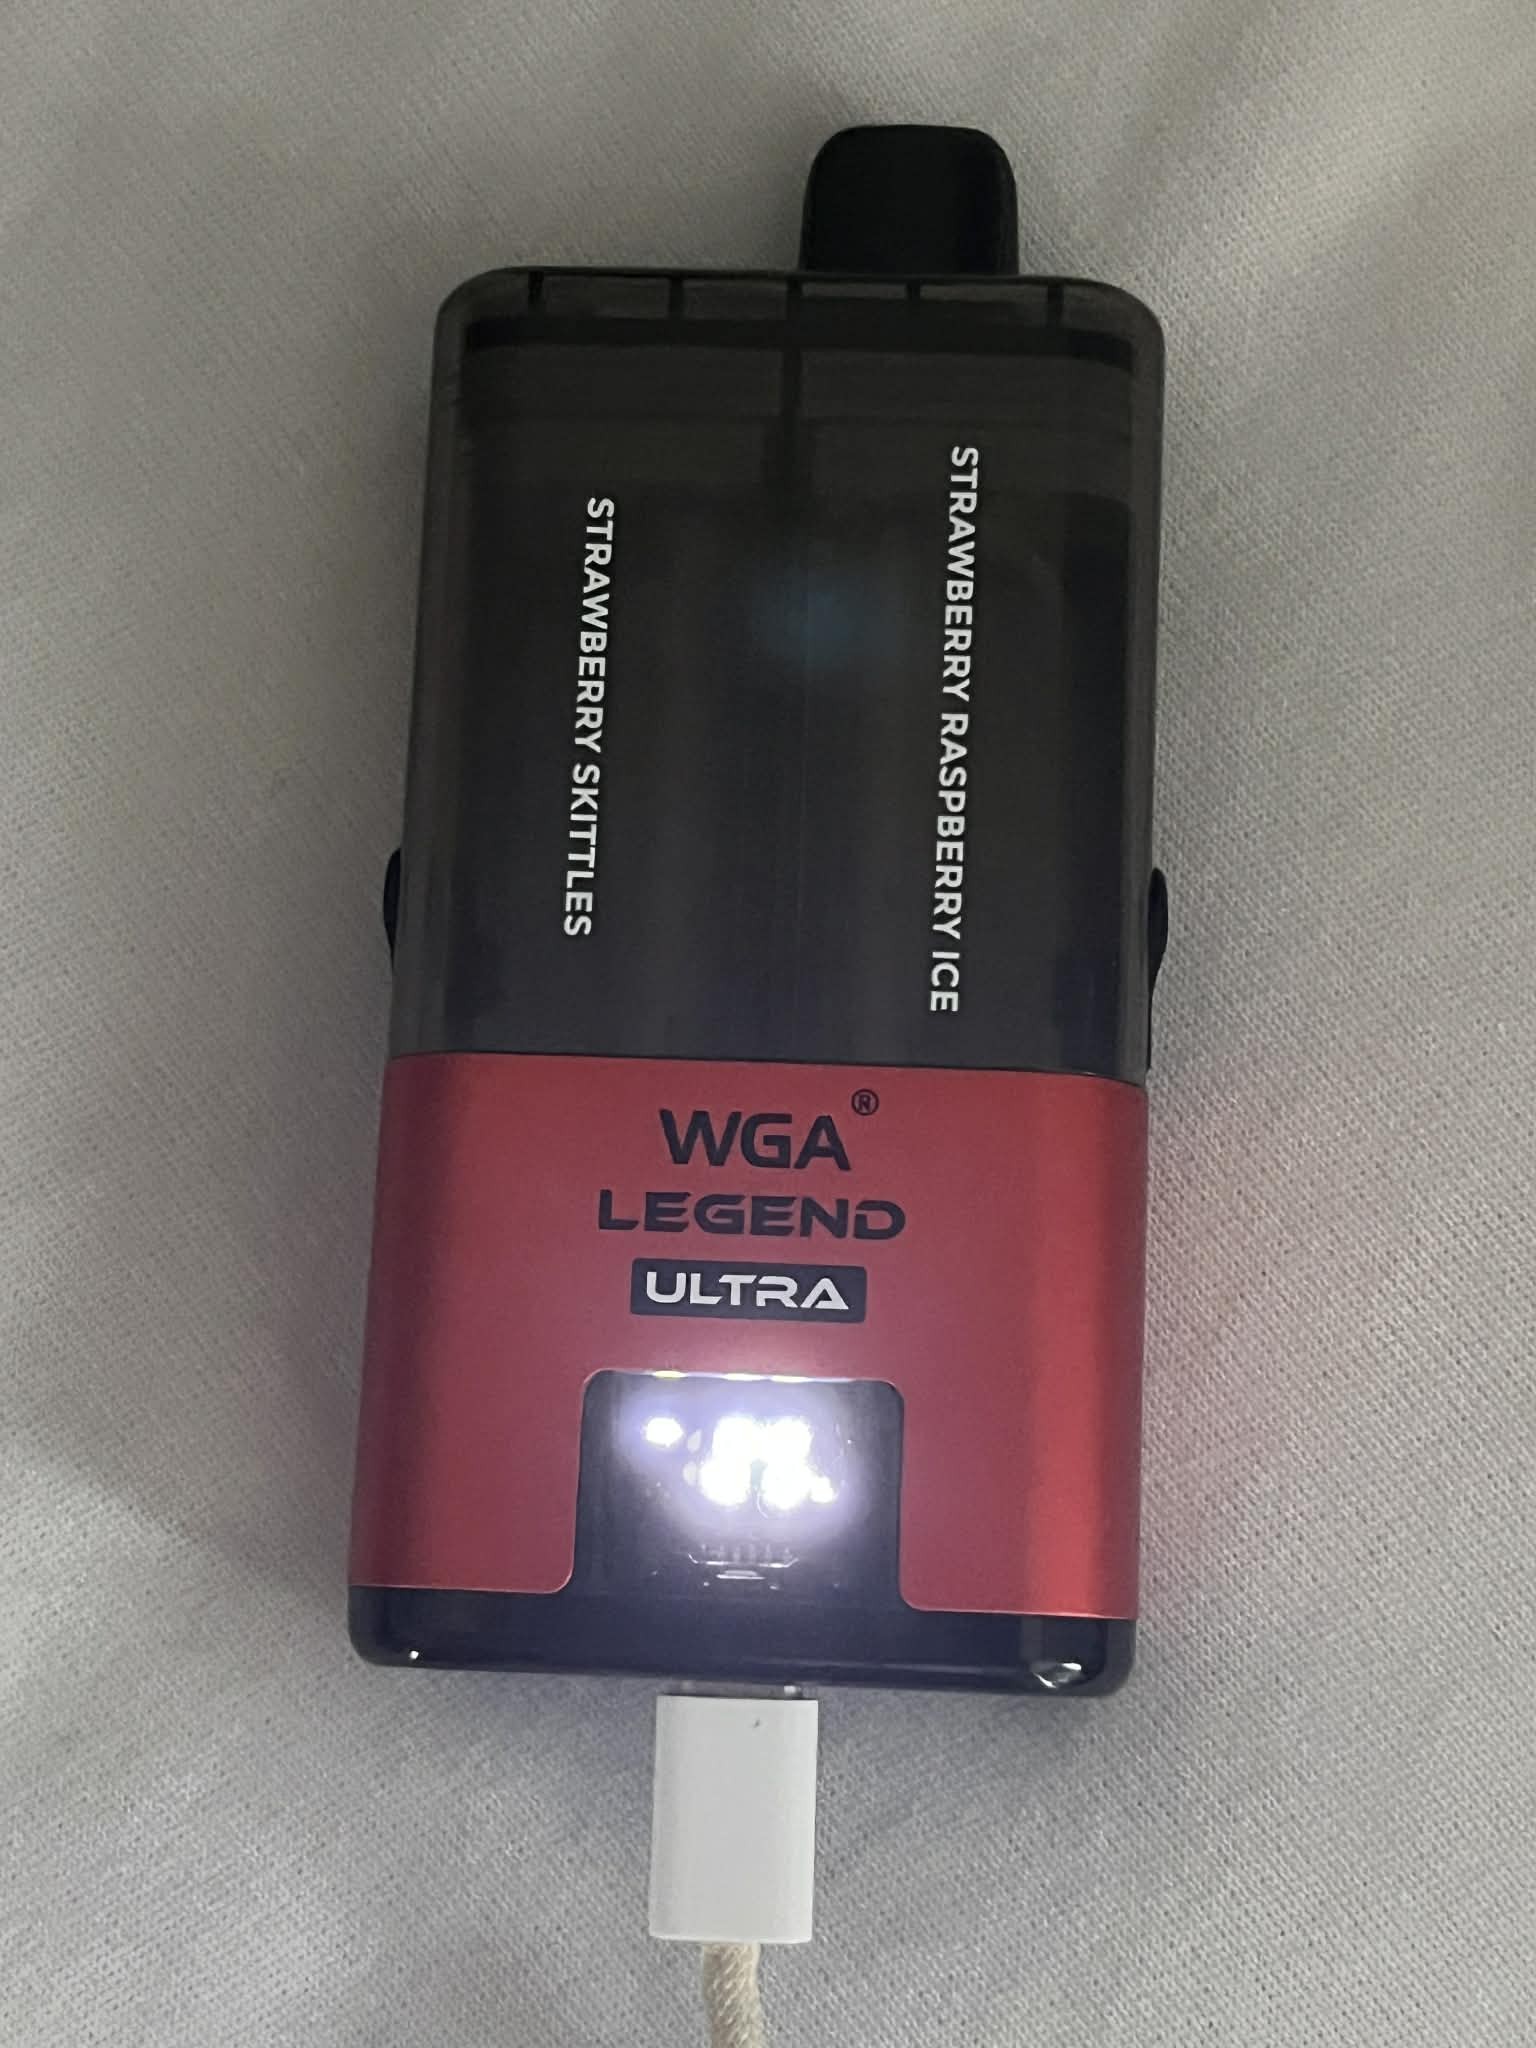 STRAWBERRY SKITTLES
STRAWBERRY RASPBERRY ICE
WGA®
LEGEND
ULTRA